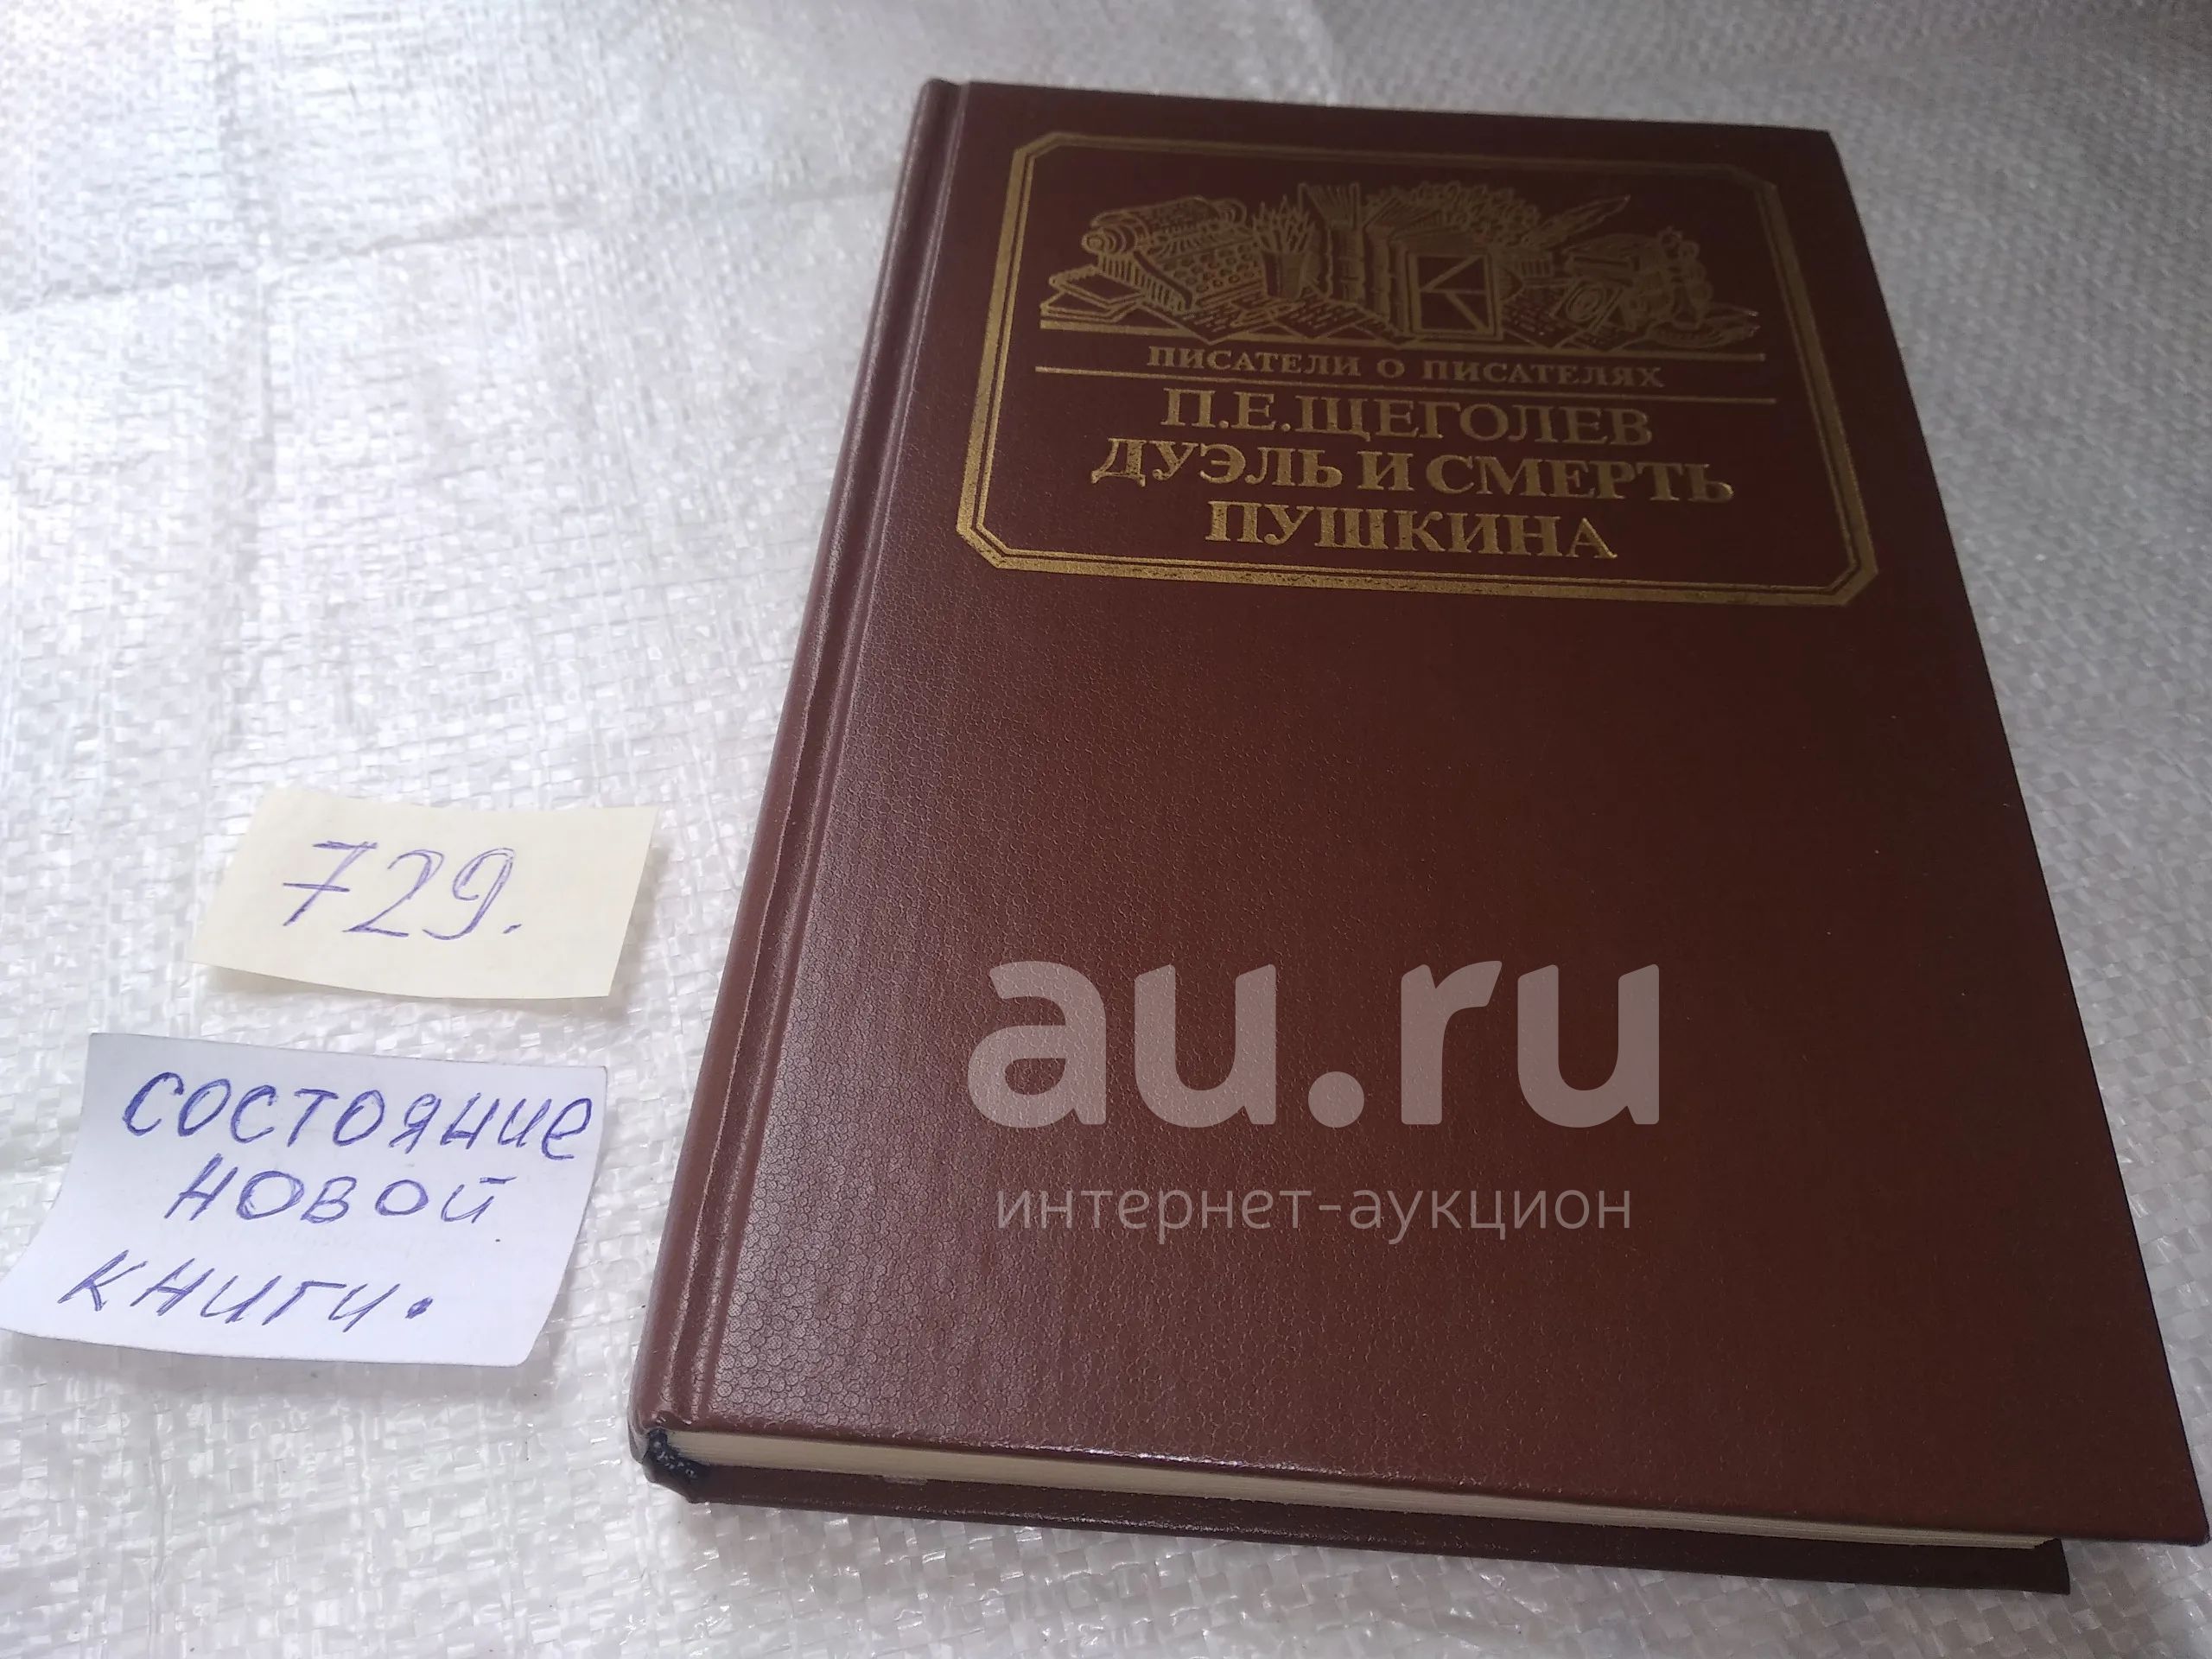 ПИСАТЕЛИ О ПИСАТЕЛЯХ
П.Е.ЩЕГОЛЕВ
ДУЭЛЬ И СМЕРТЬ
ПУШКИНА
729.
СОСТОЯНИЕ
НОВОЙ
КНИГИ.
au.ru
интернет-аукцион